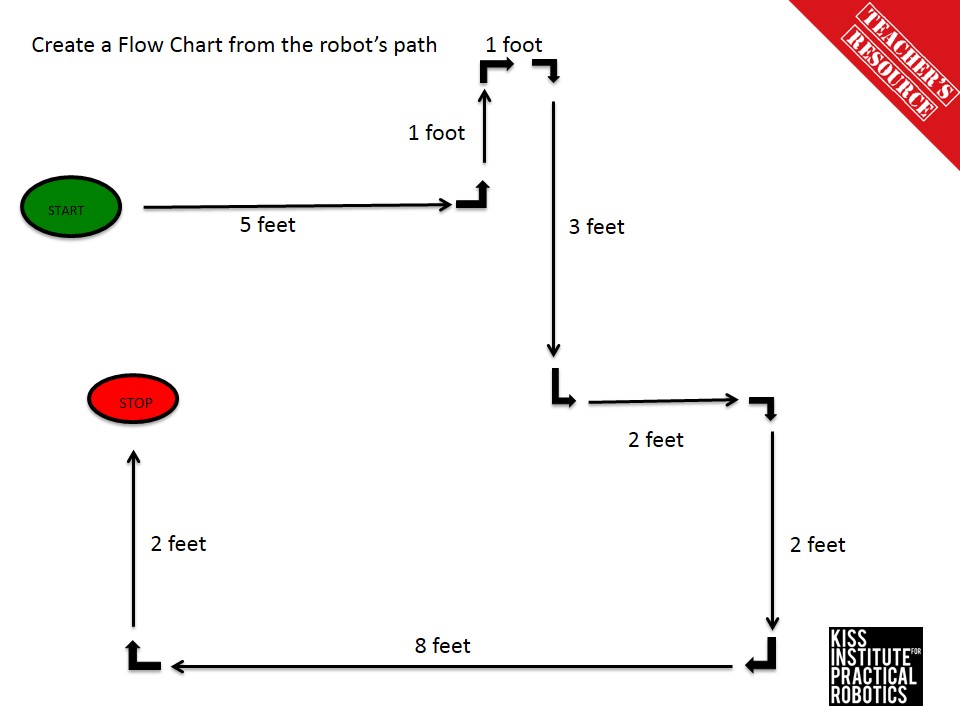 Create a Flow Chart from the robot's path
1 foot
TEACHER'S
RESOURCE
1 foot
START
5 feet
3 feet
STOP
2 feet
2 feet
2 feet
8 feet
KISS
INSTITUTE FOR
PRACTICAL
ROBOTICS